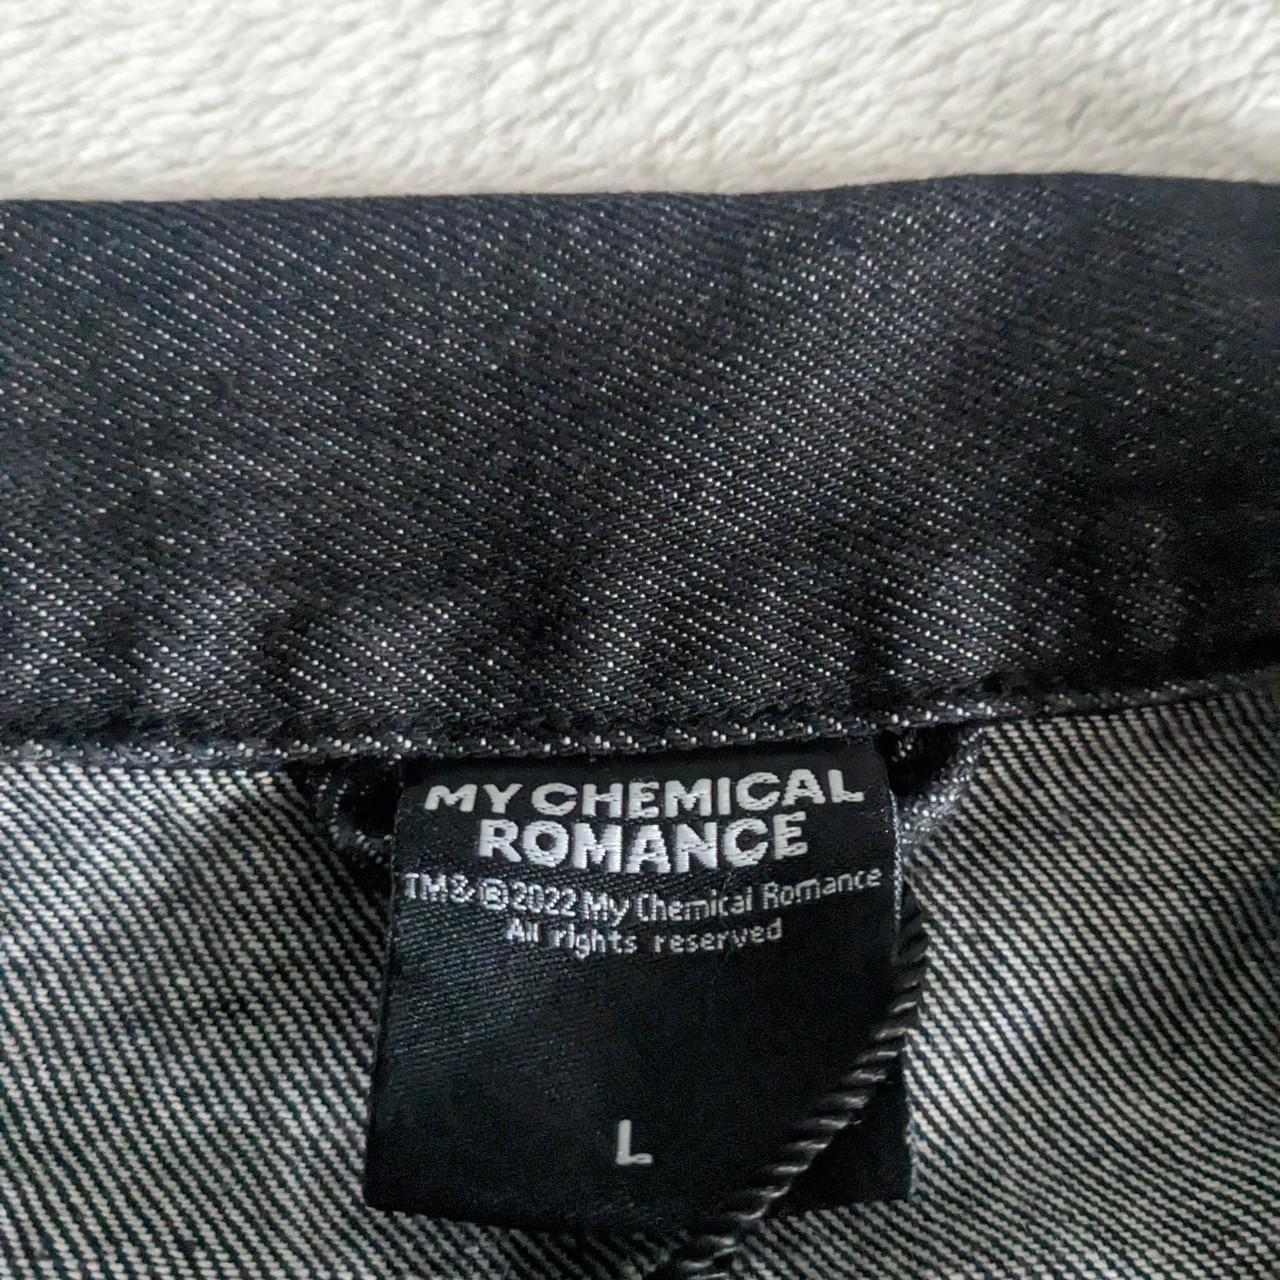 MY CHEMICAL
ROMANCE
TM & © 2022 My Chemical Romance
All rights reserved
L